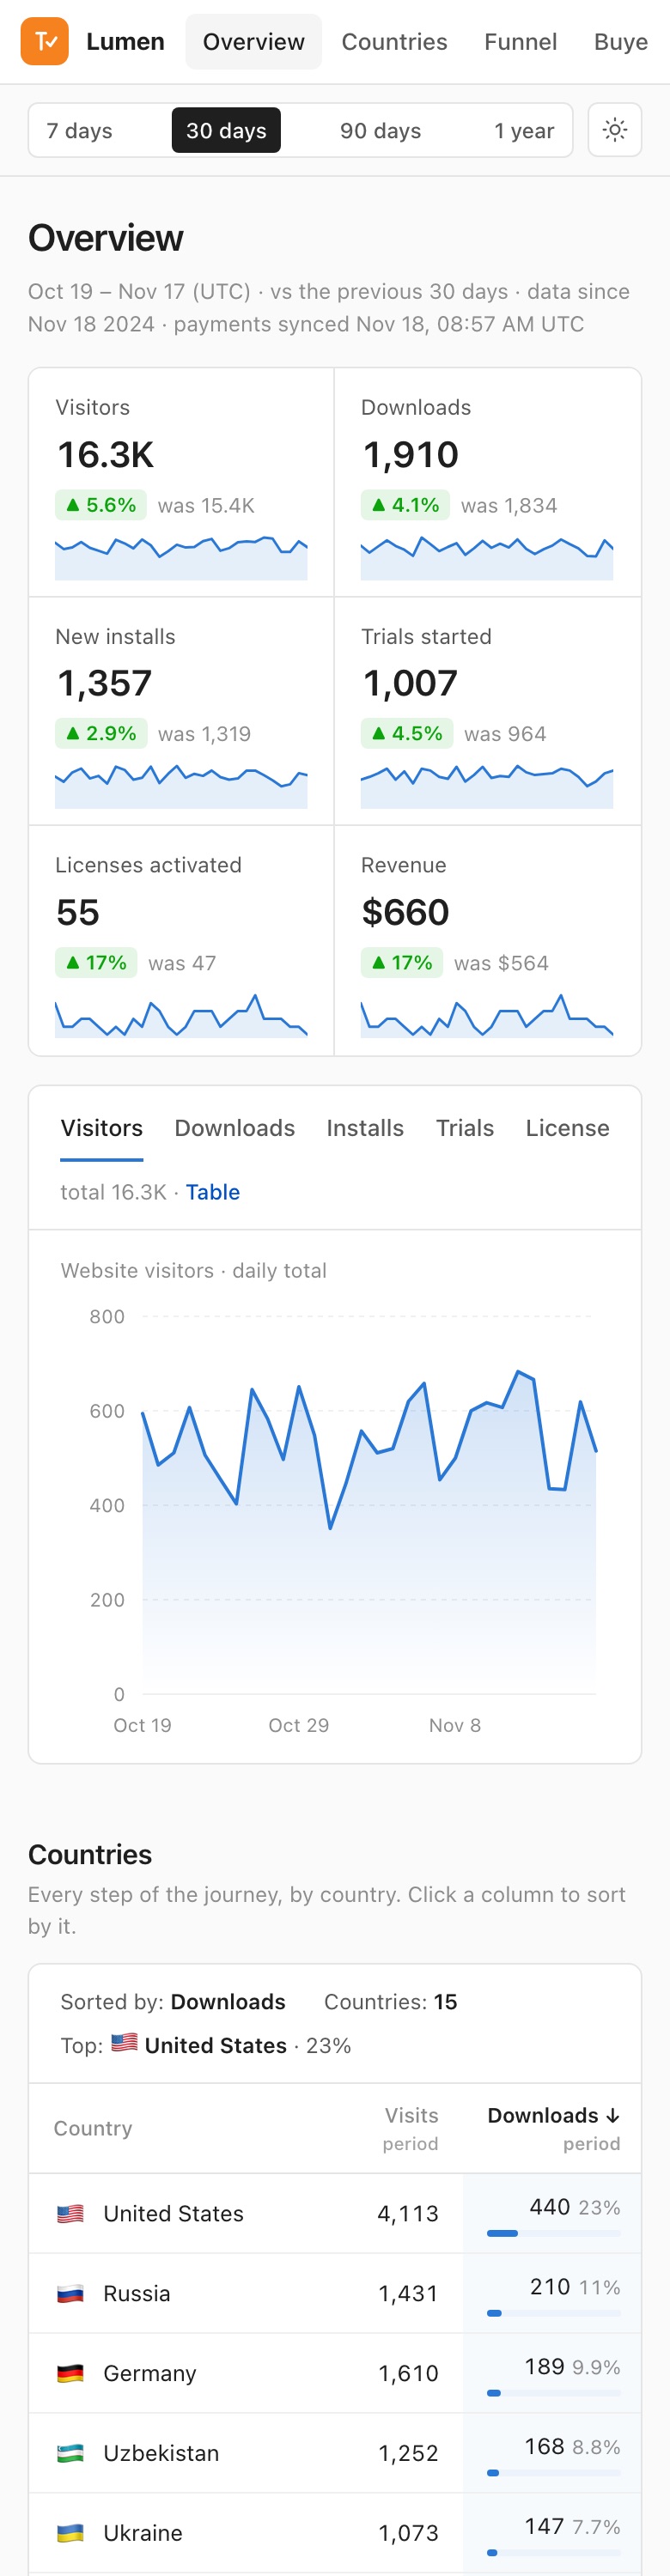 Lumen Overview Countries Funnel Buye
7 days 30 days 90 days 1 year
Overview
Oct 19 – Nov 17 (UTC) · vs the previous 30 days · data since
Nov 18 2024 · payments synced Nov 18, 08:57 AM UTC
Visitors
16.3K
▲ 5.6% was 15.4K
Downloads
1,910
▲ 4.1% was 1,834
New installs
1,357
▲ 2.9% was 1,319
Trials started
1,007
▲ 4.5% was 964
Licenses activated
55
▲ 17% was 47
Revenue
$660
▲ 17% was $564
Visitors Downloads Installs Trials License
total 16.3K · Table
Website visitors · daily total
800
600
400
200
0
Oct 19 Oct 29 Nov 8
Countries
Every step of the journey, by country. Click a column to sort
by it.
Sorted by: Downloads Countries: 15
Top: United States · 23%
Country Visits Downloads ↓
period period
United States 4,113 440 23%
Russia 1,431 210 11%
Germany 1,610 189 9.9%
Uzbekistan 1,252 168 8.8%
Ukraine 1,073 147 7.7%